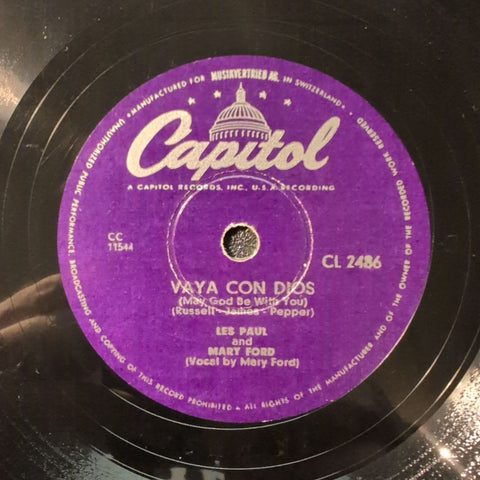 • MANUFACTURED FOR MUSIKVERTRIED AG. IN SWITZERLAND •
Capitol
A CAPITOL RECORDS, INC., U.S.A. RECORDING
CC
11544
CL 2486
VAYA CON DIOS
(May God Be With You)
(Russell - James - Pepper)
LES PAUL
and
MARY FORD
(Vocal by Mary Ford)
UNAUTHORIZED PUBLIC PERFORMANCE, BROADCASTING AND COPYING OF THIS RECORD PROHIBITED • ALL RIGHTS OF THE MANUFACTURER AND OF THE OWNER OF THE RECORDED WORK RESERVED